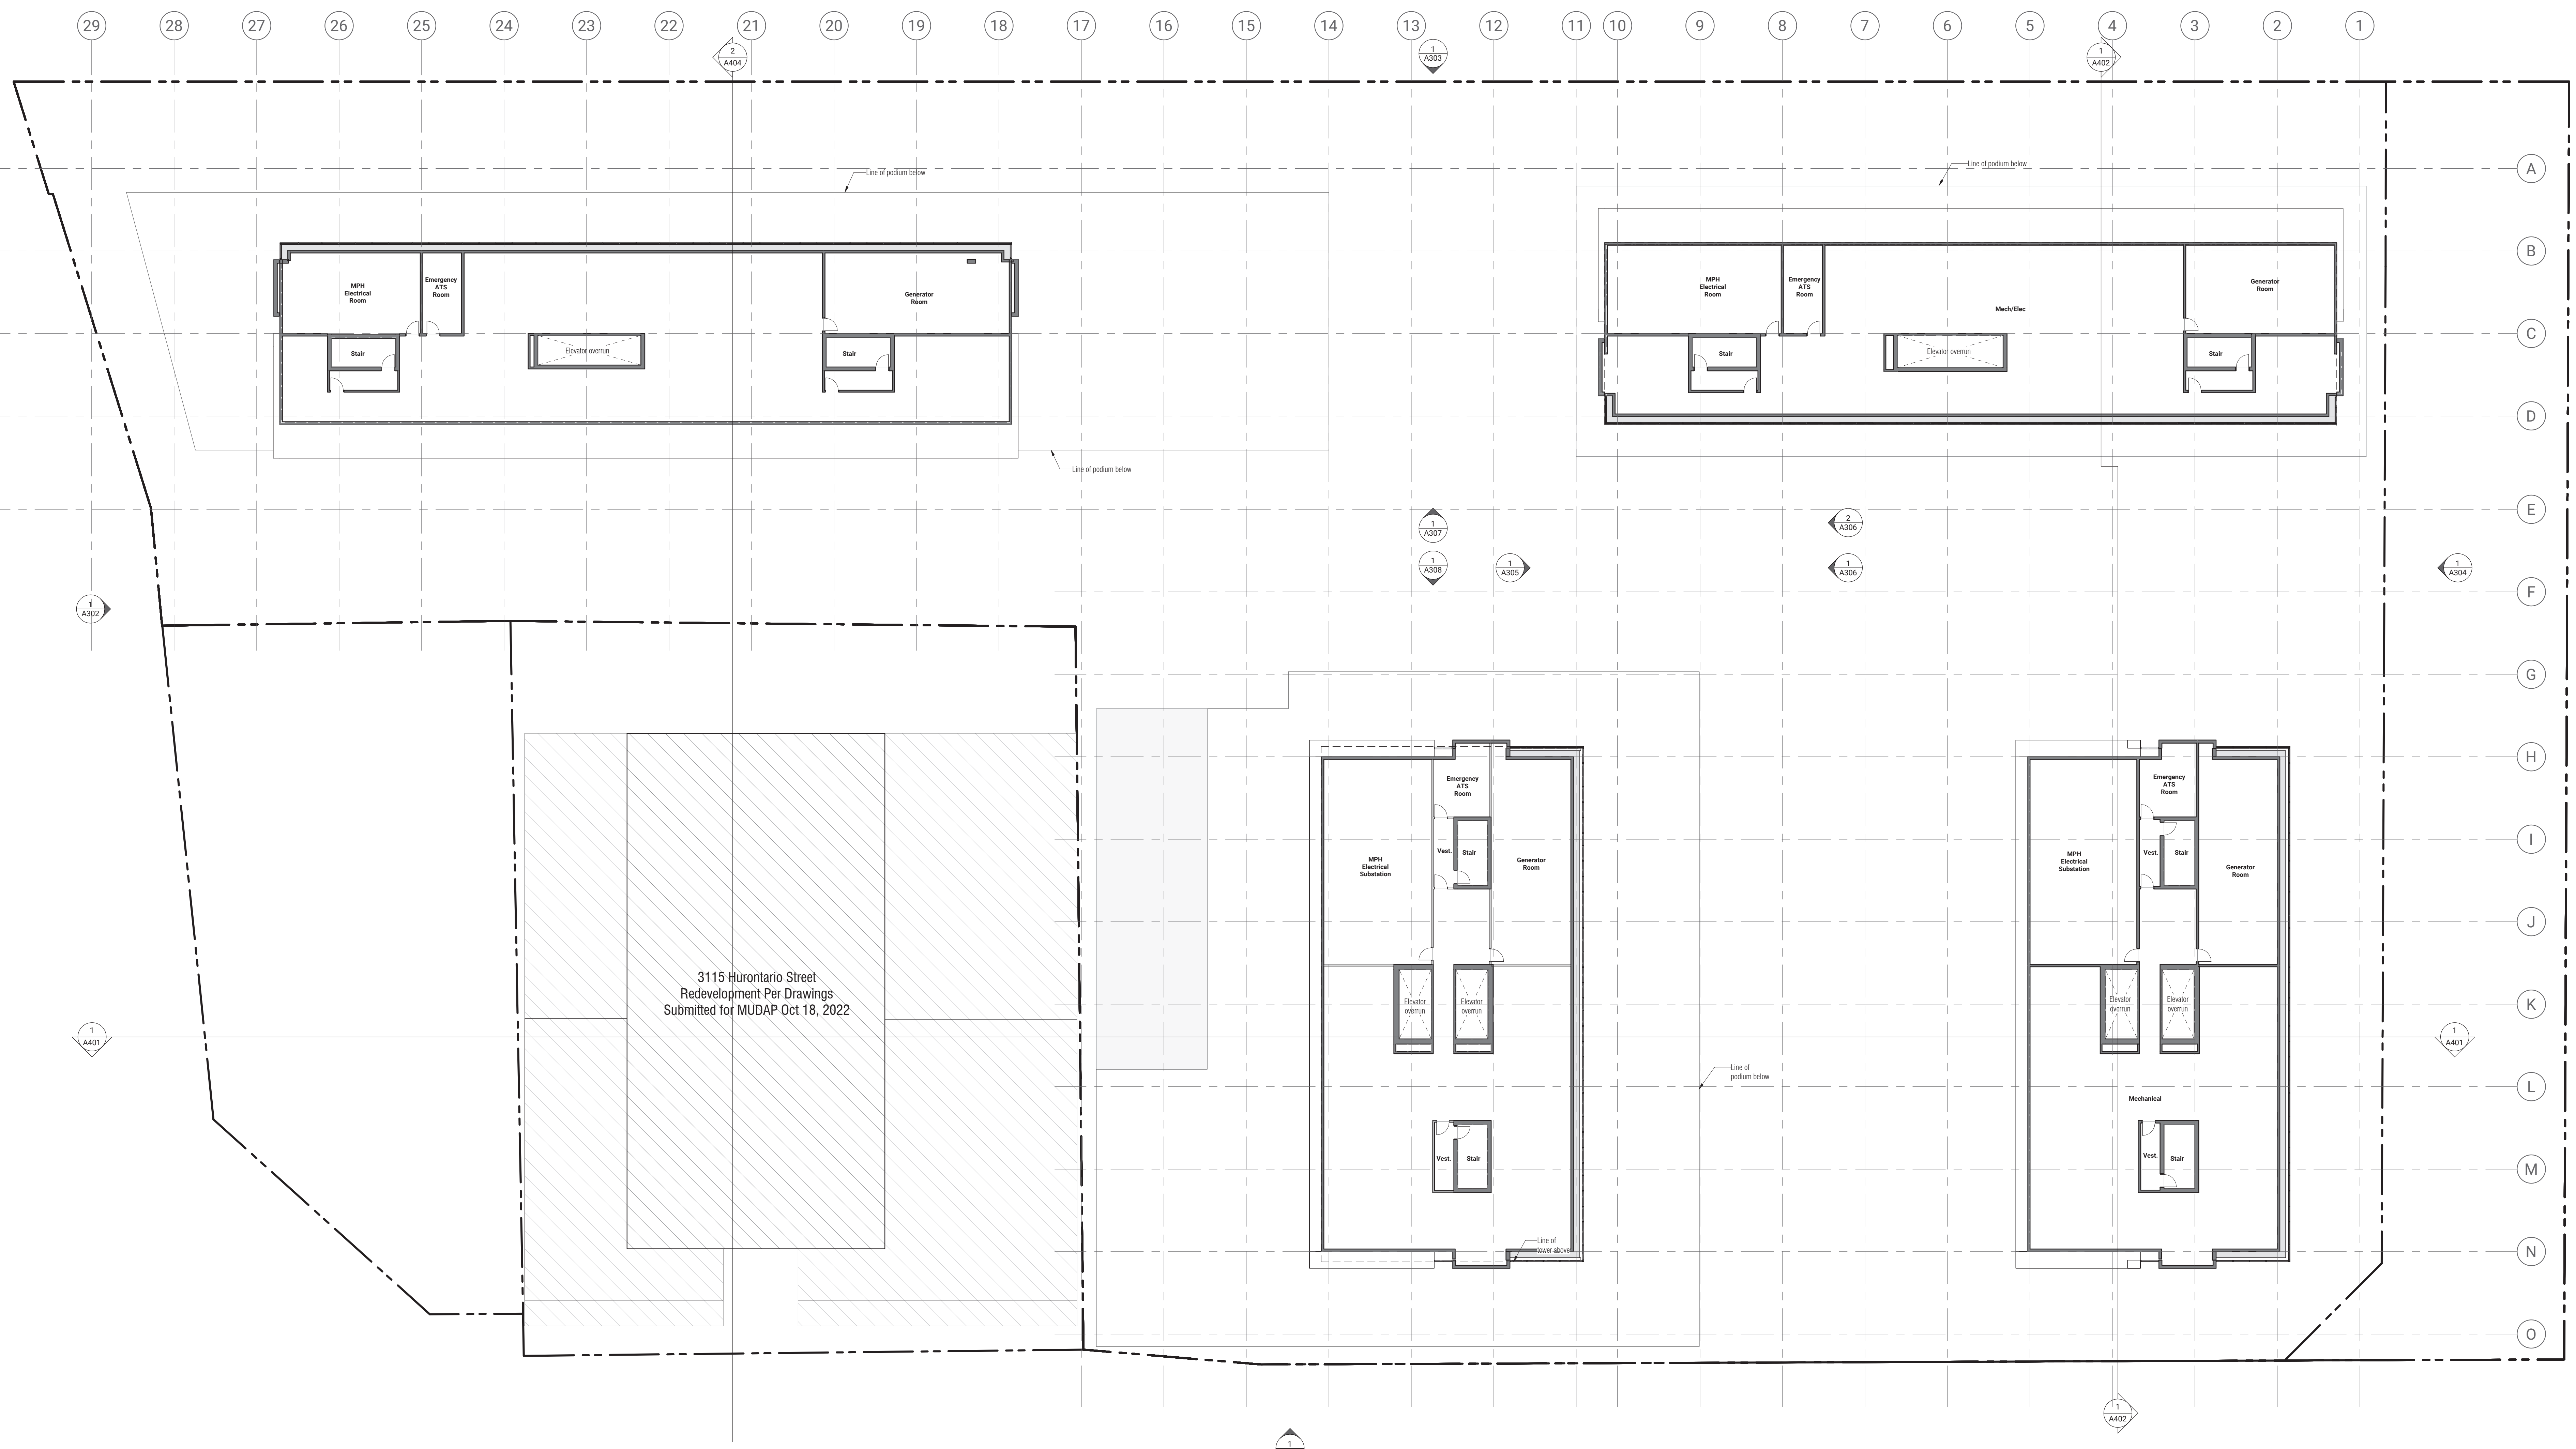 29 28 27 26 25 24 23 22 21 20 19 18 17 16 15 14 13 12 11 10 9 8 7 6 5 4 3 2 1
2
A404
1
A303
1
A402
A
Line of podium below
Line of podium below
B
MPH
Electrical
Room
Emergency
ATS
Room
Generator
Room
MPH
Electrical
Room
Emergency
ATS
Room
Mech/Elec
Generator
Room
C
Stair
Elevator overrun
Stair
Stair
Elevator overrun
Stair
D
Line of podium below
E
1
A307
2
A306
1
A308
1
A305
1
A306
1
A304
F
1
A302
G
H
Emergency
ATS
Room
Emergency
ATS
Room
I
MPH
Electrical
Substation
Vest.
Stair
Generator
Room
MPH
Electrical
Substation
Vest.
Stair
Generator
Room
J
3115 Hurontario Street
Redevelopment Per Drawings
Submitted for MUDAP Oct 18, 2022
Elevator
overrun
Elevator
overrun
Elevator
overrun
Elevator
overrun
K
1
A401
1
A401
Line of
podium below
L
Mechanical
Vest.
Stair
Vest.
Stair
M
Line of
tower above
N
O
1
A402
1